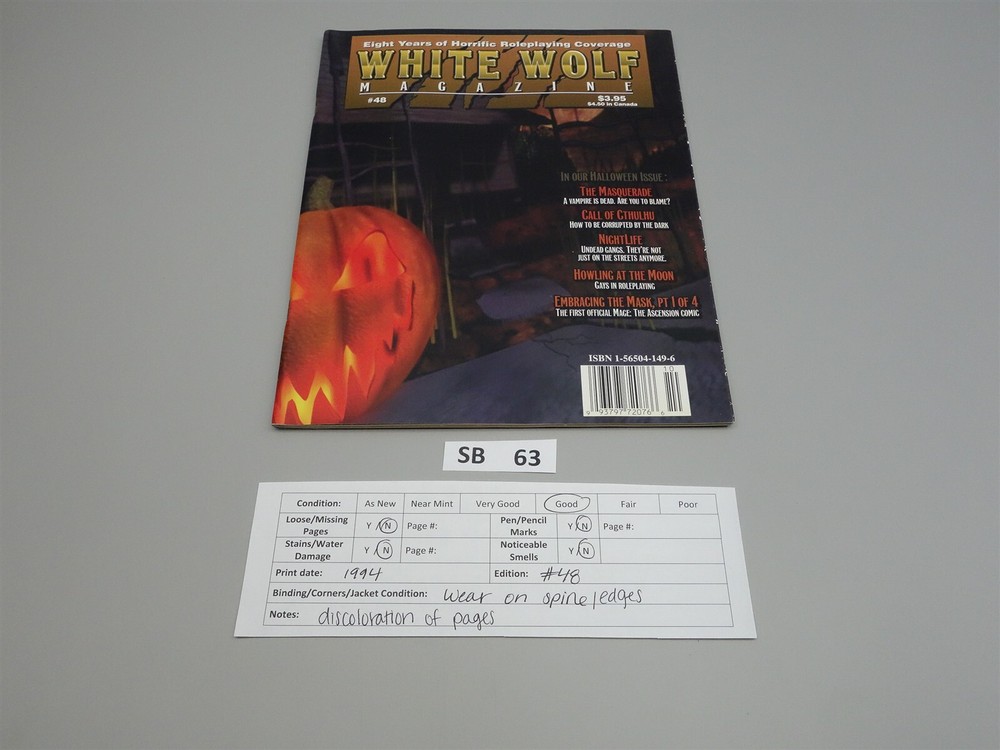 Eight Years of Horrific Roleplaying Coverage
WHITE WOLF
MAGAZINE
#48
$3.95
$4.50 in Canada
IN OUR HALLOWEEN ISSUE:
THE MASQUERADE
A VAMPIRE IS DEAD. ARE YOU TO BLAME?
CALL OF CTHULHU
HOW TO BE CORRUPTED BY THE DARK
NIGHTLIFE
UNDEAD GANGS. THEY'RE NOT
JUST ON THE STREETS ANYMORE.
HOWLING AT THE MOON
GAYS IN ROLEPLAYING
EMBRACING THE MASK, PT 1 OF 4
THE FIRST OFFICIAL MAGE: THE ASCENSION COMIC
ISBN 1-56504-149-6
10
9 93797 72076 6
SB 63
Condition: As New Near Mint Very Good Good Fair Poor
Loose/Missing Pages Y / N Page #: Pen/Pencil Marks Y / N Page #:
Stains/Water Damage Y / N Page #: Noticeable Smells Y / N
Print date: 1994 Edition: #48
Binding/Corners/Jacket Condition: Wear on spine/edges
Notes: discoloration of pages